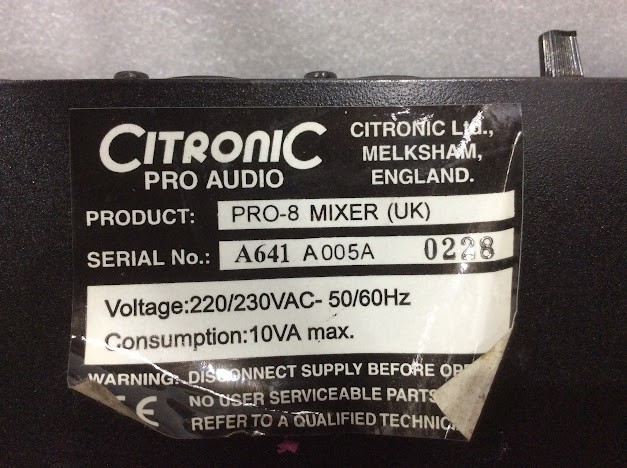 CITRONIC
PRO AUDIO
CITRONIC Ltd.,
MELKSHAM,
ENGLAND.
PRODUCT: PRO-8 MIXER (UK)
SERIAL No.: A641 A005A 0228
Voltage:220/230VAC- 50/60Hz
Consumption:10VA max.
WARNING: DISCONNECT SUPPLY BEFORE
NO USER SERVICEABLE PARTS
CE REFER TO A QUALIFIED